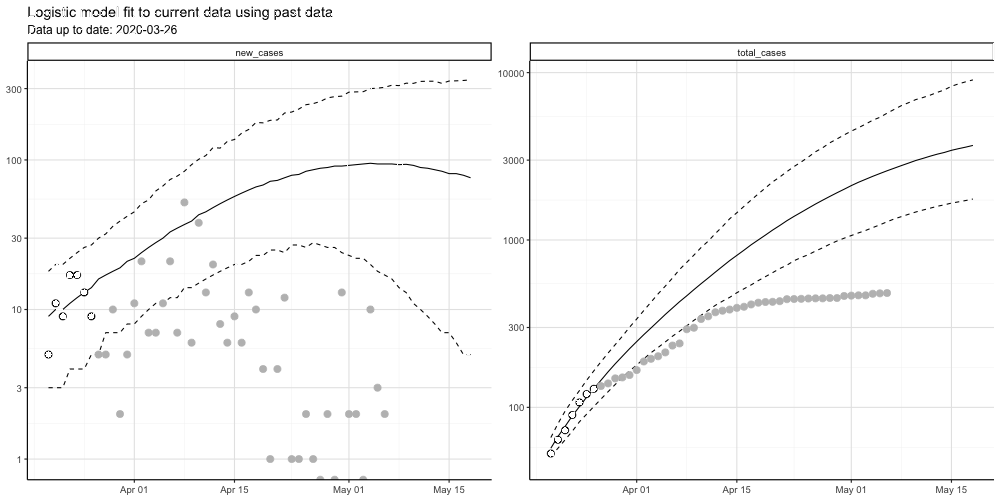 Logistic model fit to current data using past data
Data up to date: 2020-03-26
new_cases
total_cases
300
100
30
10
3
1
10000
3000
1000
300
100
Apr 01
Apr 15
May 01
May 15
Apr 01
Apr 15
May 01
May 15